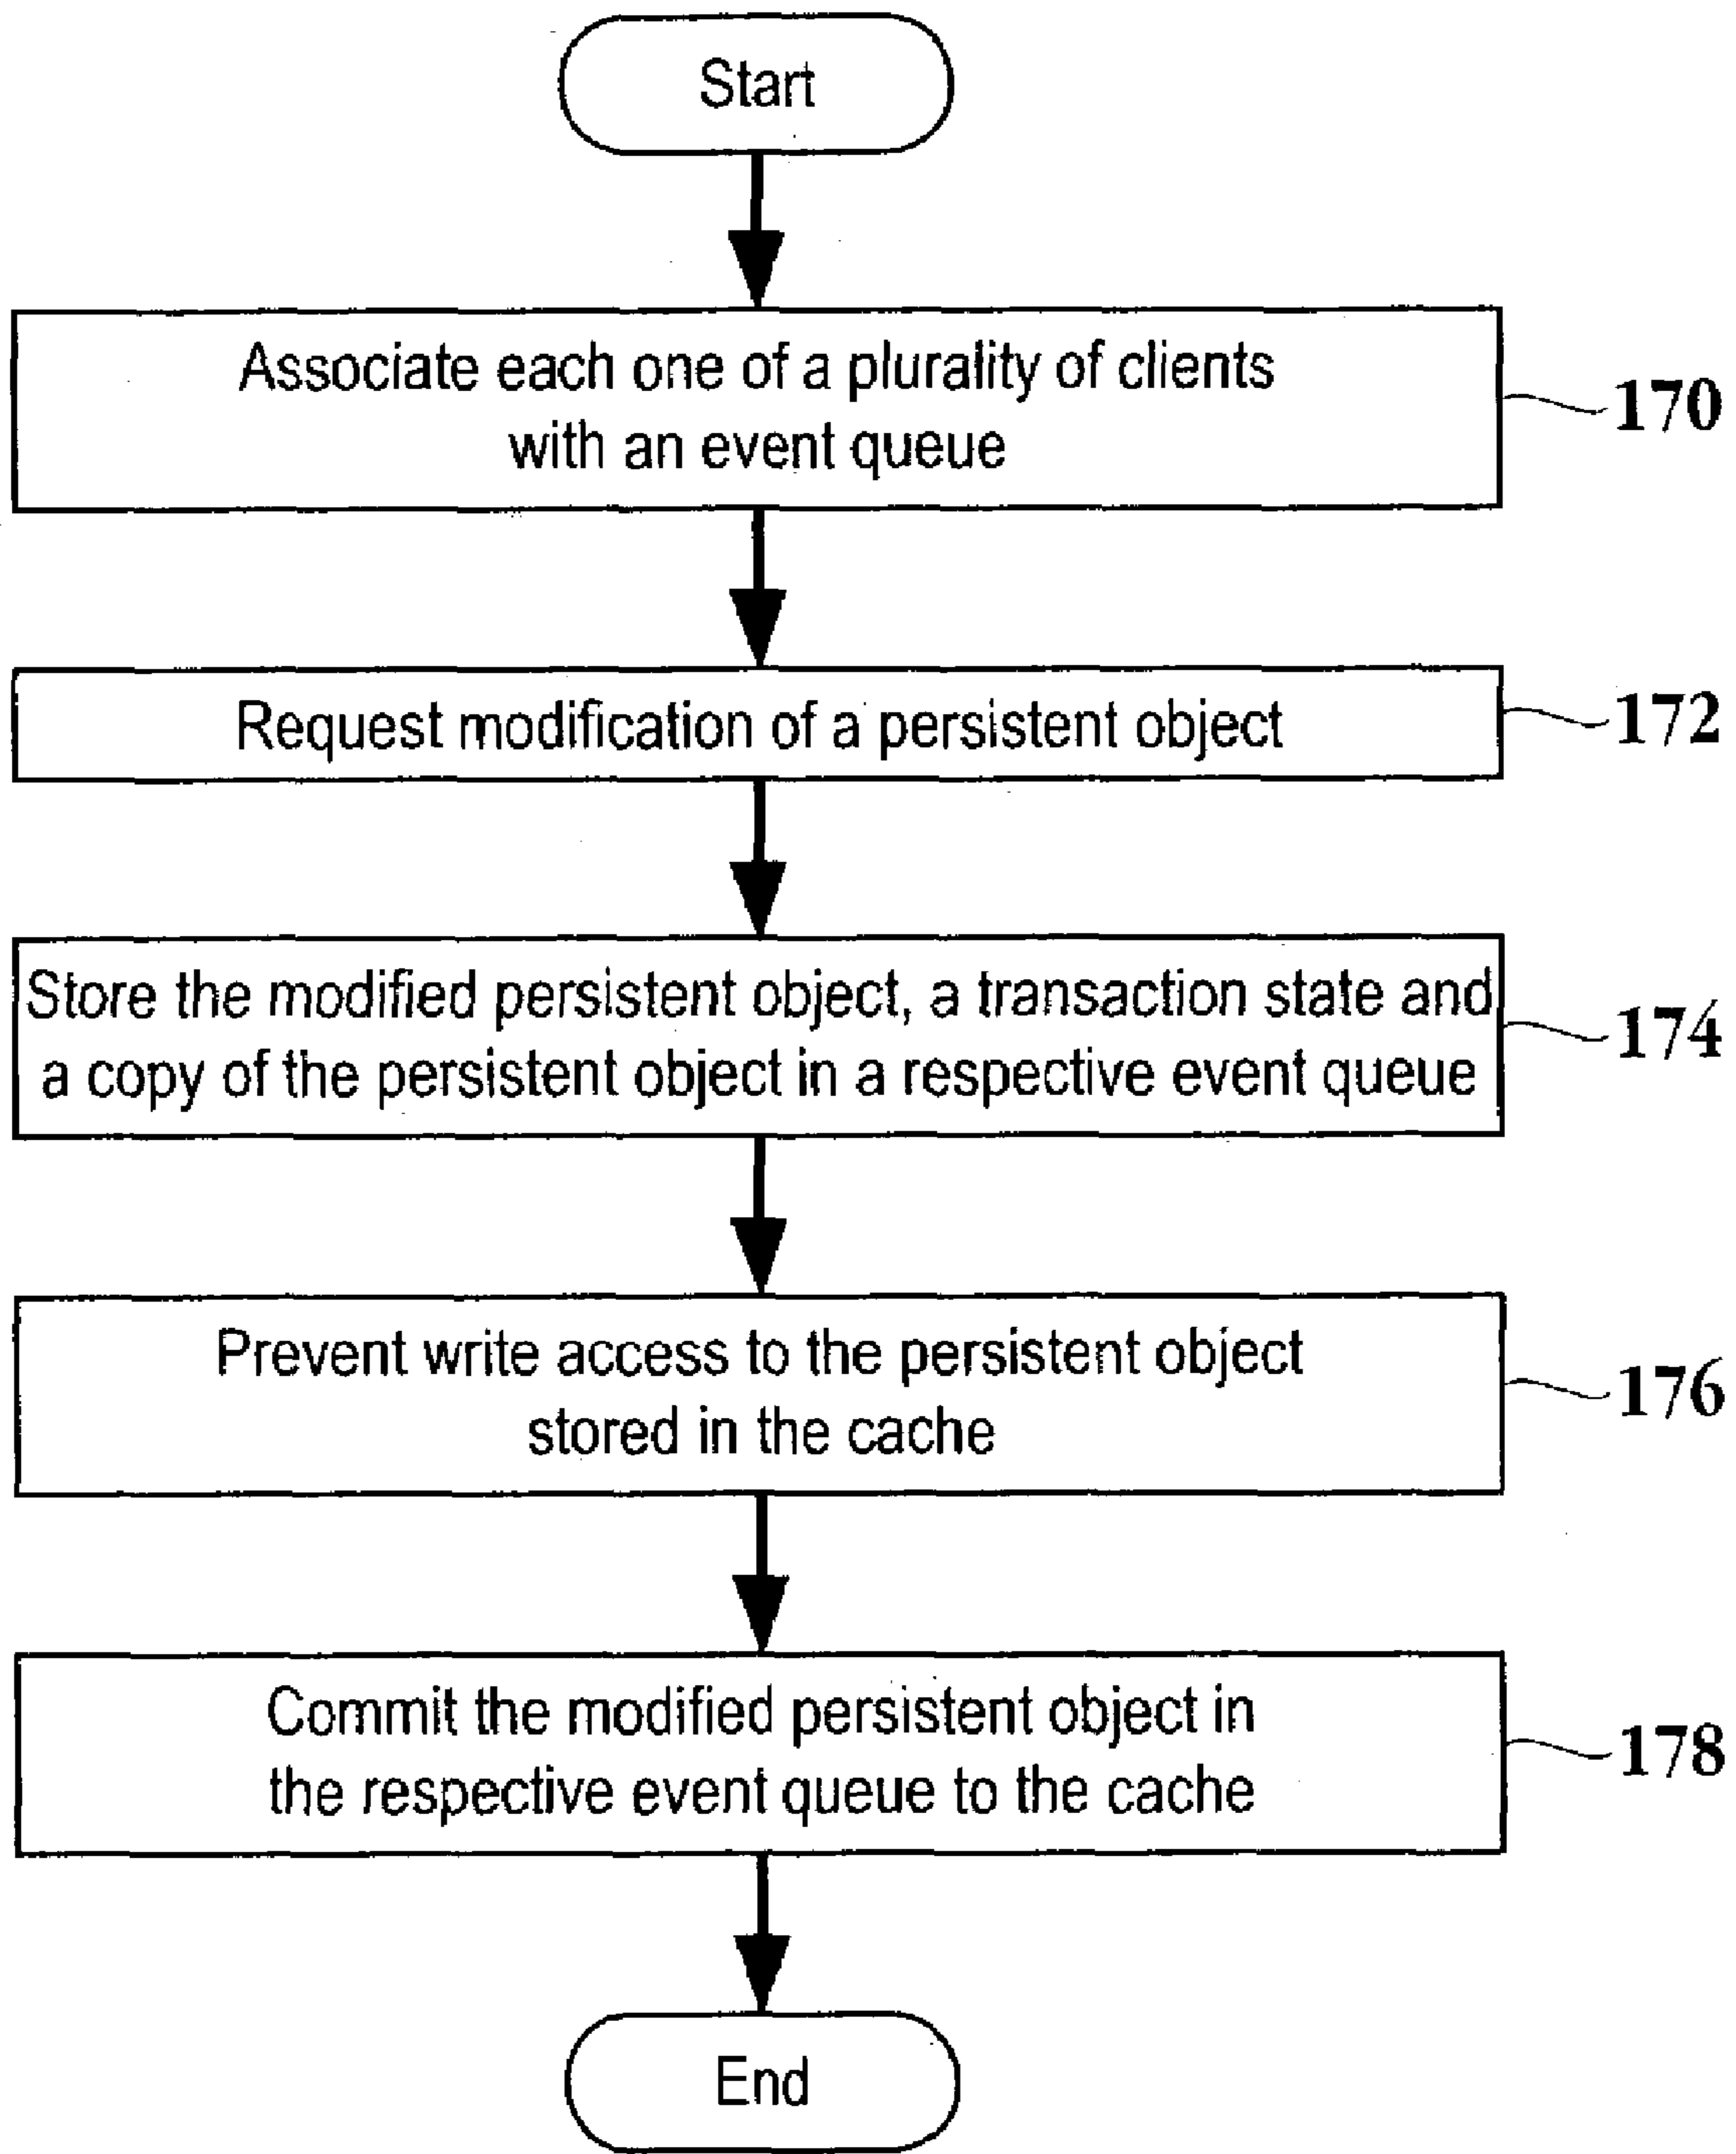 Start
Associate each one of a plurality of clients
with an event queue
170
Request modification of a persistent object
172
Store the modified persistent object, a transaction state and
a copy of the persistent object in a respective event queue
174
Prevent write access to the persistent object
stored in the cache
176
Commit the modified persistent object in
the respective event queue to the cache
178
End